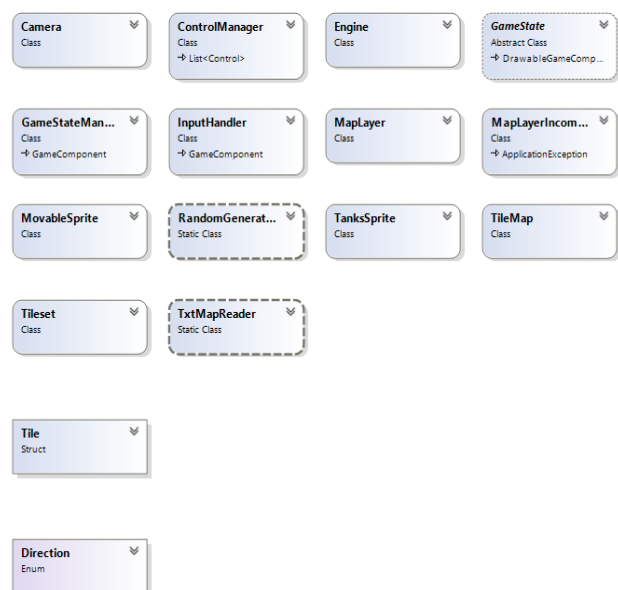 Camera
Class
ControlManager
Class
List<Control>
Engine
Class
GameState
Abstract Class
DrawableGameComp...
GameStateMan...
Class
GameComponent
InputHandler
Class
GameComponent
MapLayer
Class
MapLayerIncom...
Class
ApplicationException
MovableSprite
Class
RandomGenerat...
Static Class
TanksSprite
Class
TileMap
Class
Tileset
Class
TxtMapReader
Static Class
Tile
Struct
Direction
Enum